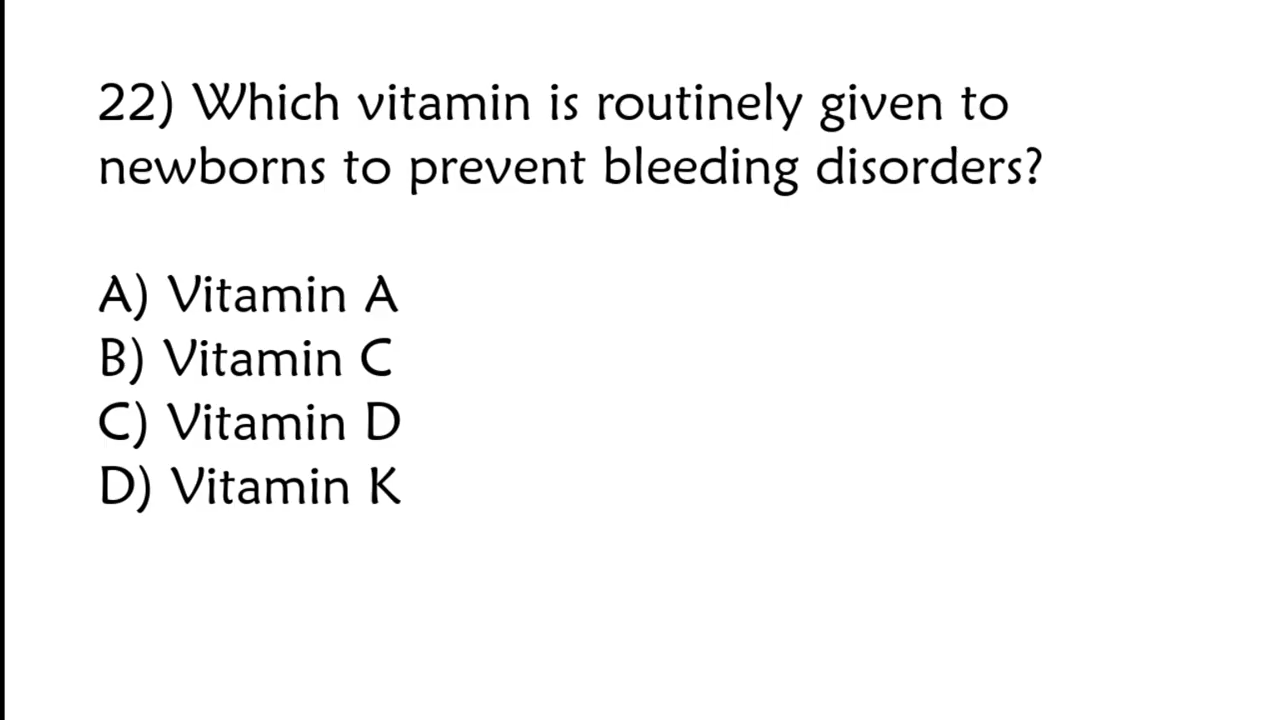 22) Which vitamin is routinely given to
newborns to prevent bleeding disorders?
A) Vitamin A
B) Vitamin C
C) Vitamin D
D) Vitamin K